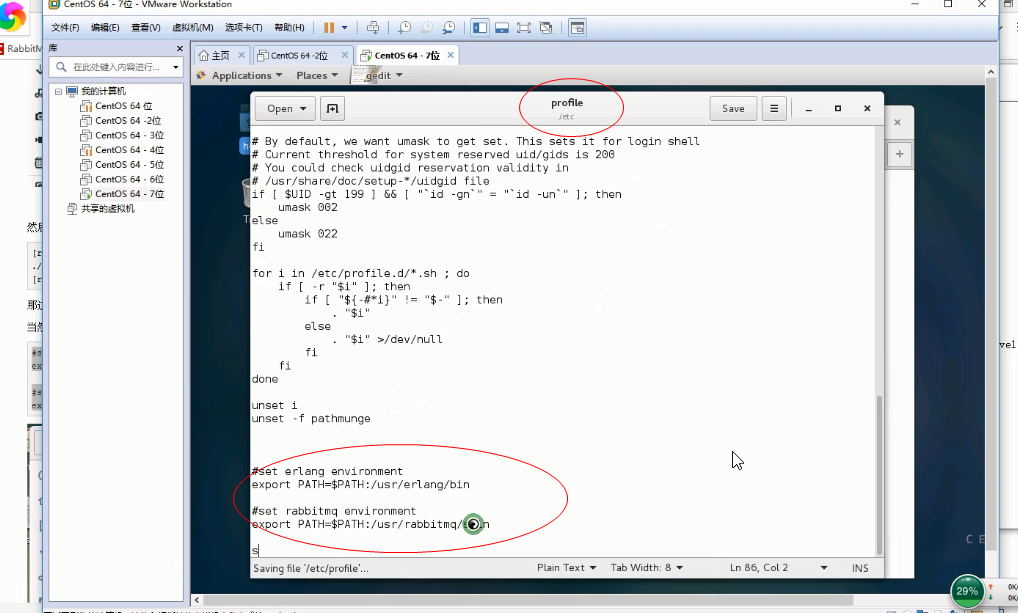 CentOS 64 - 7位 - VMware Workstation
文件(F) 编辑(E) 查看(V) 虚拟机(M) 选项卡(T) 帮助(H)
RabbitM
库
主页
CentOS 64 -2位
CentOS 64 - 7位
在此处键入内容进行...
Applications Places gedit
我的计算机
CentOS 64 位
CentOS 64 -2位
CentOS 64 - 3位
CentOS 64 - 4位
CentOS 64 - 5位
CentOS 64 - 6位
CentOS 64 - 7位
共享的虚拟机
Open
profile
/etc
Save
# By default, we want umask to get set. This sets it for login shell
# Current threshold for system reserved uid/gids is 200
# You could check uidgid reservation validity in
# /usr/share/doc/setup-*/uidgid file
if [ $UID -gt 199 ] && [ "`id -gn`" = "`id -un`" ]; then
umask 002
else
umask 022
fi
for i in /etc/profile.d/*.sh ; do
if [ -r "$i" ]; then
if [ "${-#*i}" != "$-" ]; then
. "$i"
else
. "$i" >/dev/null
fi
fi
done
unset i
unset -f pathmunge
#set erlang environment
export PATH=$PATH:/usr/erlang/bin
#set rabbitmq environment
export PATH=$PATH:/usr/rabbitmq/
s
Saving file '/etc/profile'...
Plain Text Tab Width: 8 Ln 86, Col 2 INS
然后
[r
./
[r
当然
#s
ex
#s
ex
vel
C E
29%
0K/
0K/